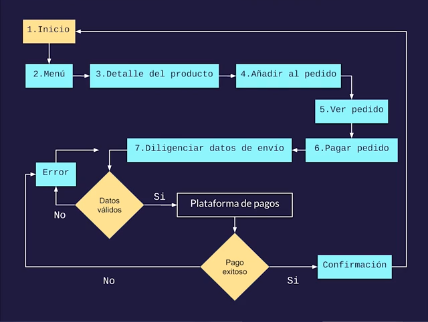 1.Inicio
2.Menú
3.Detalle del producto
4.Añadir al pedido
5.Ver pedido
6.Pagar pedido
7.Diligenciar datos de envío
Error
Datos
válidos
No
Si
Plataforma de pagos
Pago
exitoso
No
Si
Confirmación